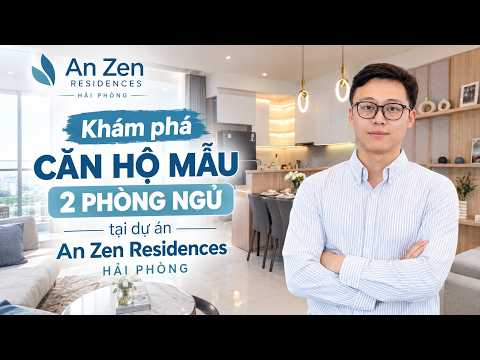 An Zen
RESIDENCES
HẢI PHÒNG
Khám phá
CĂN HỘ MẪU
2 PHÒNG NGỦ
tại dự án
An Zen Residences
HẢI PHÒNG